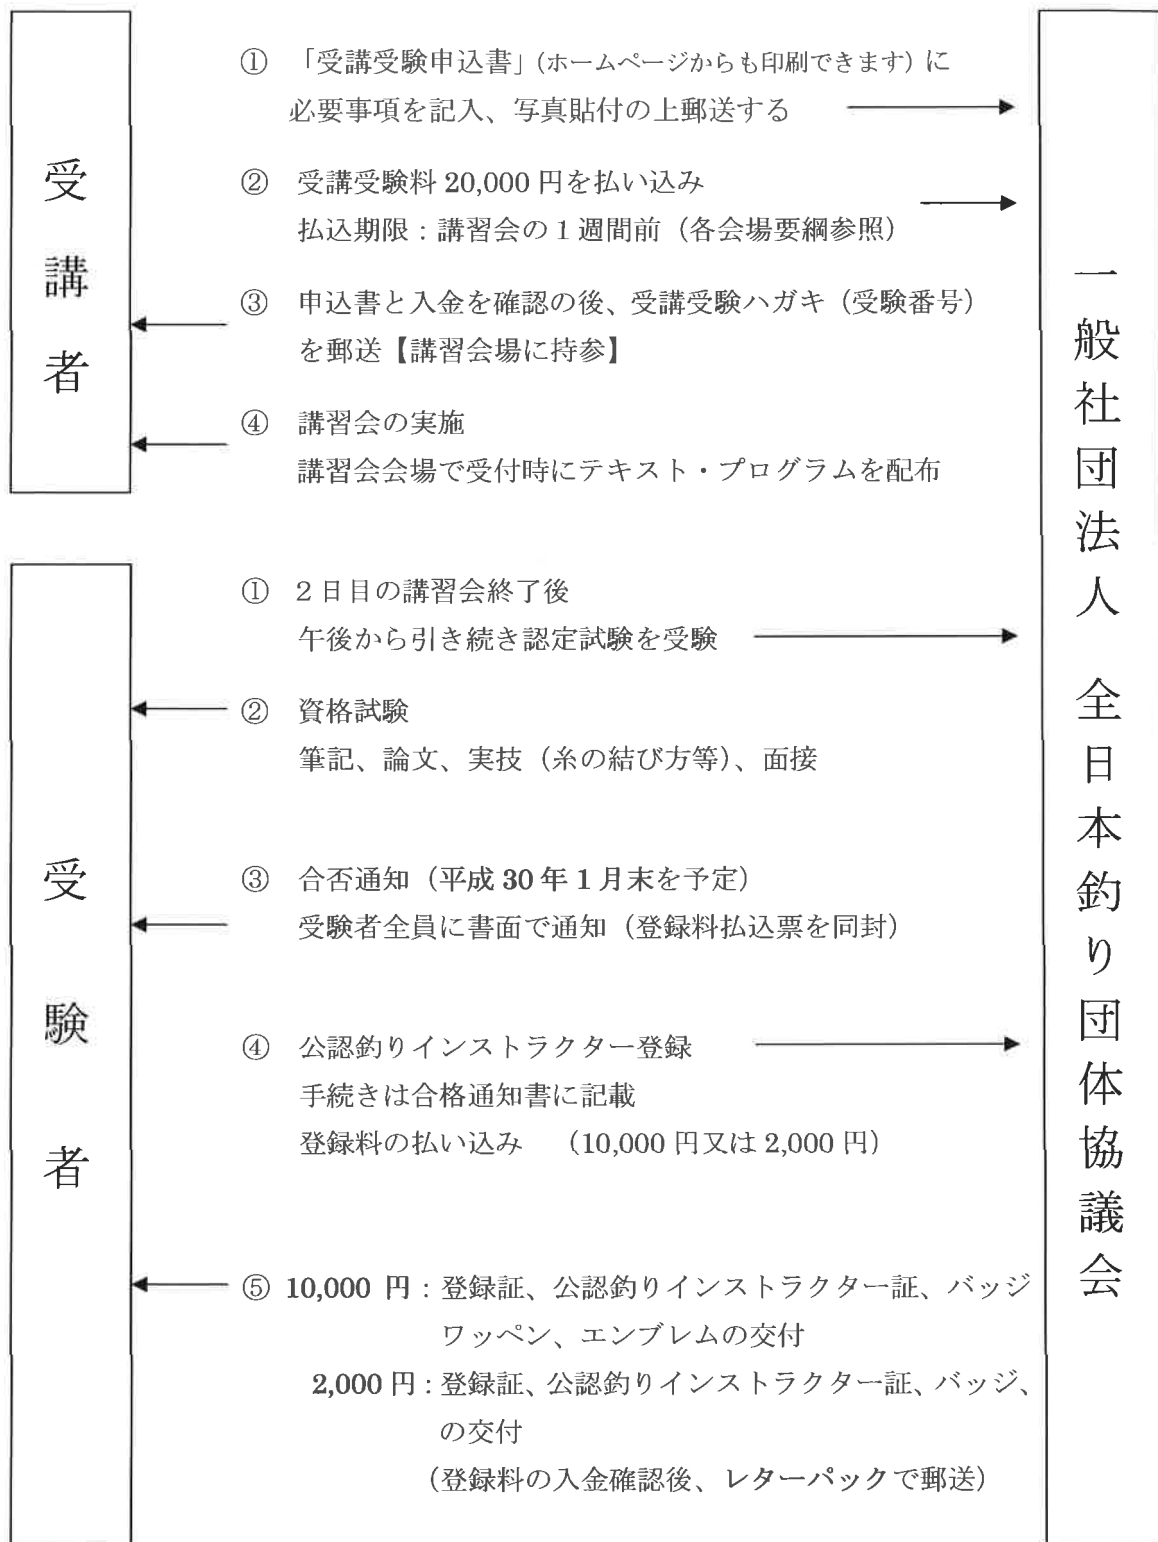 受講者
① 「受講受験申込書」(ホームページからも印刷できます) に
必要事項を記入、写真貼付の上郵送する
② 受講受験料 20,000 円を払い込み
払込期限：講習会の 1 週間前（各会場要綱参照）
③ 申込書と入金を確認の後、受講受験ハガキ（受験番号）
を郵送【講習会場に持参】
④ 講習会の実施
講習会会場で受付時にテキスト・プログラムを配布
受験者
① 2 日目の講習会終了後
午後から引き続き認定試験を受験
② 資格試験
筆記、論文、実技（糸の結び方等）、面接
③ 合否通知（平成 30 年 1 月末を予定）
受験者全員に書面で通知（登録料払込票を同封）
④ 公認釣りインストラクター登録
手続きは合格通知書に記載
登録料の払い込み （10,000 円又は 2,000 円）
⑤ 10,000 円：登録証、公認釣りインストラクター証、バッジ
ワッペン、エンブレムの交付
2,000 円：登録証、公認釣りインストラクター証、バッジ、
の交付
（登録料の入金確認後、レターパックで郵送）
一般社団法人 全日本釣り団体協議会